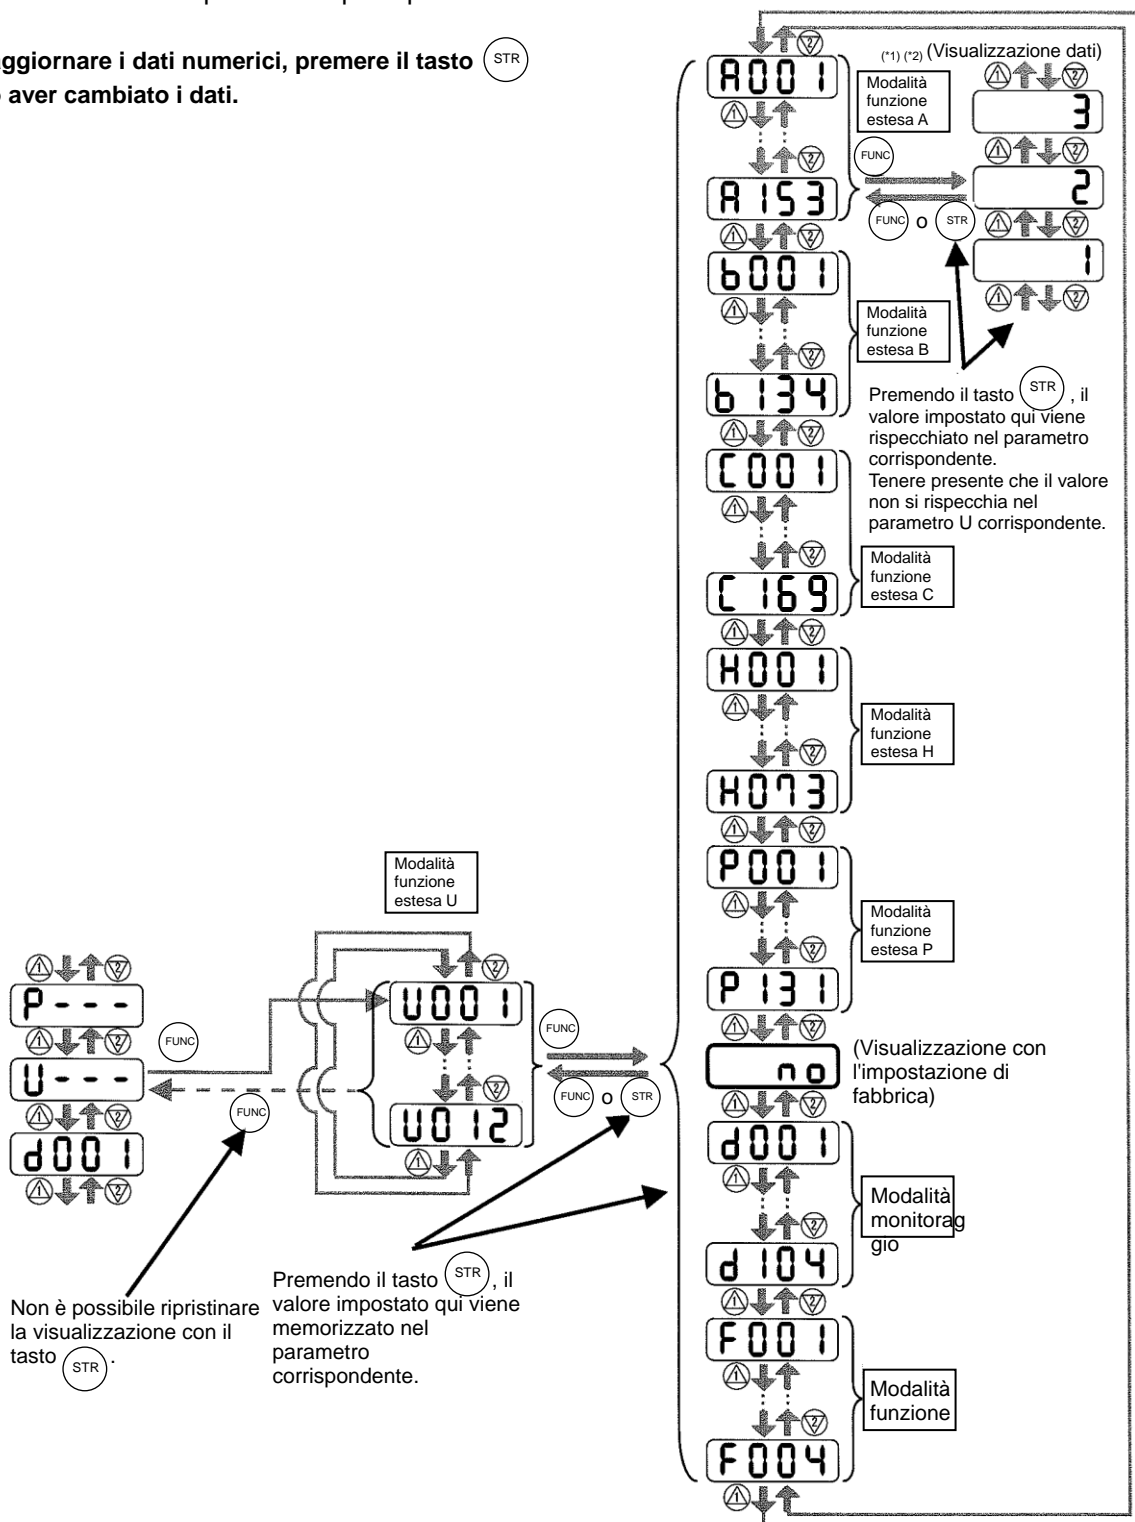 aggiornare i dati numerici, premere il tasto STR
aver cambiato i dati.
(*1) (*2) (Visualizzazione dati)
A001
Modalità
funzione
estesa A
3
FUNC
2
A153
FUNC o STR
1
b001
Modalità
funzione
estesa B
b134
Premendo il tasto STR , il
valore impostato qui viene
rispecchiato nel parametro
corrispondente.
Tenere presente che il valore
non si rispecchia nel
parametro U corrispondente.
C001
Modalità
funzione
estesa C
C169
H001
Modalità
funzione
estesa H
H073
P001
Modalità
funzione
estesa P
P131
Modalità
funzione
estesa U
P---
U001
FUNC
FUNC
U---
FUNC
FUNC o STR
U012
d001
no
(Visualizzazione con
l'impostazione di
fabbrica)
d001
Modalità
monitorag
gio
d104
Non è possibile ripristinare
la visualizzazione con il
tasto STR .
Premendo il tasto STR , il
valore impostato qui viene
memorizzato nel
parametro
corrispondente.
F001
Modalità
funzione
F004